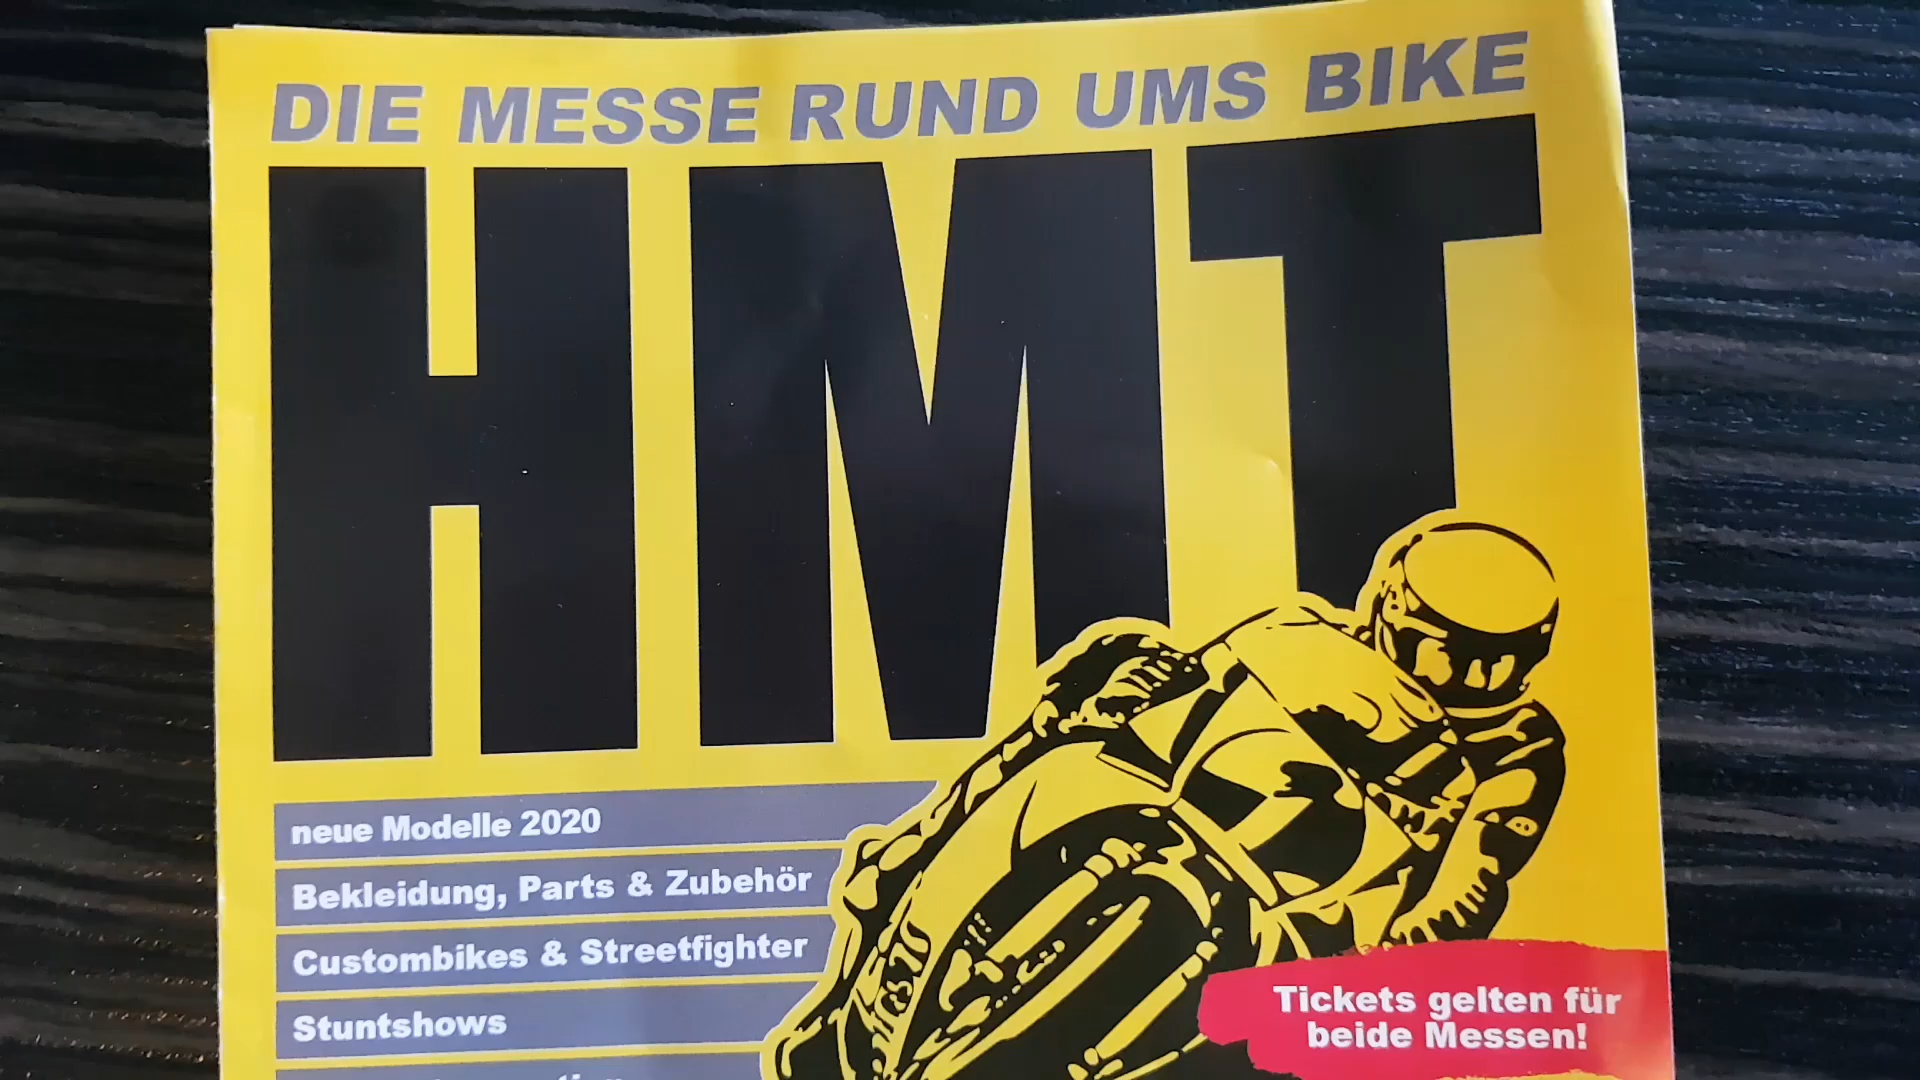 DIE MESSE RUND UMS BIKE
HMT
neue Modelle 2020
Bekleidung, Parts & Zubehör
Custombikes & Streetfighter
Stuntshows
Tickets gelten für
beide Messen!